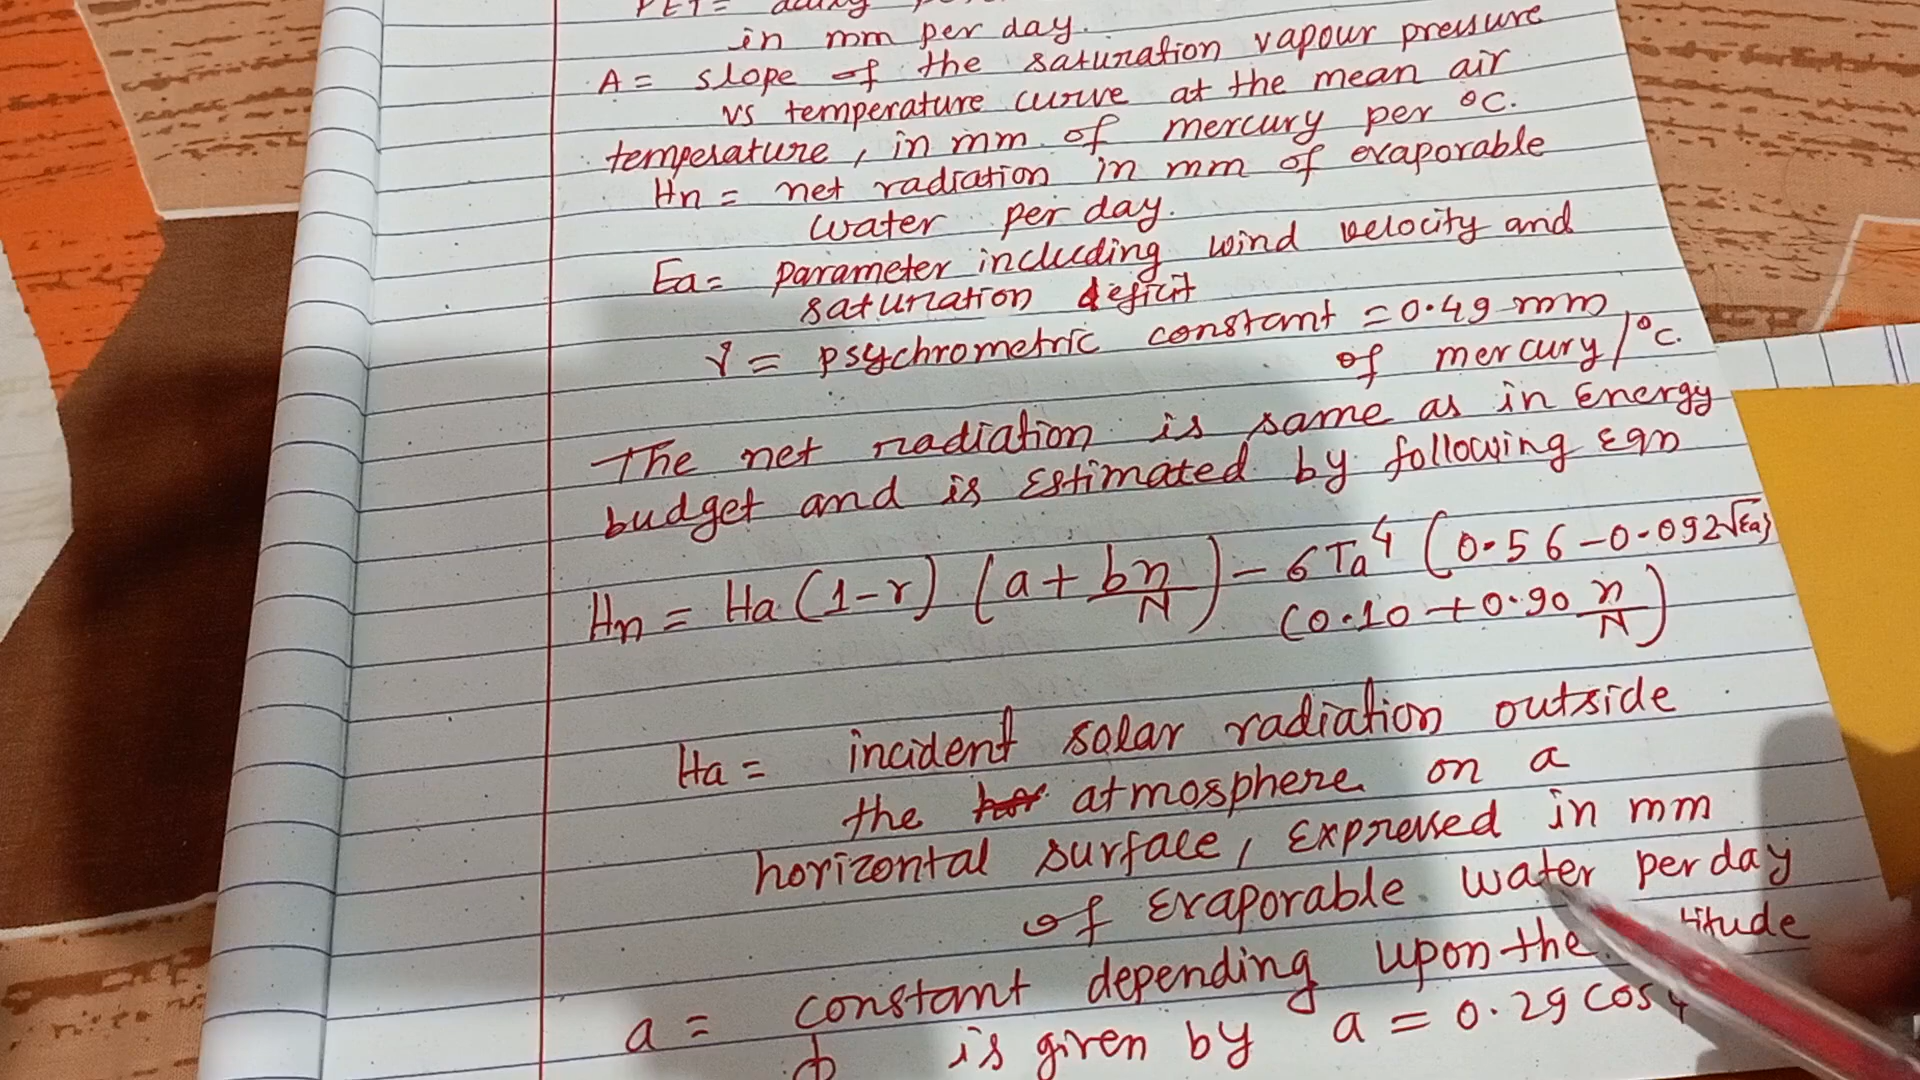 PET =
in mm per day.
A = slope of the saturation vapour pressure
vs temperature curve at the mean air
temperature, in mm of mercury per °c.
Hn = net radiation in mm of evaporable
water per day.
Ea = parameter including wind velocity and
saturation deficit
γ = psychrometric constant = 0.49 mm
of mercury/°c.
The net radiation is same as in Energy
budget and is Estimated by following Eqn
Hn = Ha (1-r) (a + bn/N) - 6Ta⁴ (0.56 - 0.092√Ea)
(0.10 + 0.90 n/N)
Ha = incident solar radiation outside
the atmosphere on a
horizontal surface, Expressed in mm
of Evaporable water per day
a = constant depending upon the
ϕ is given by a = 0.29 cos